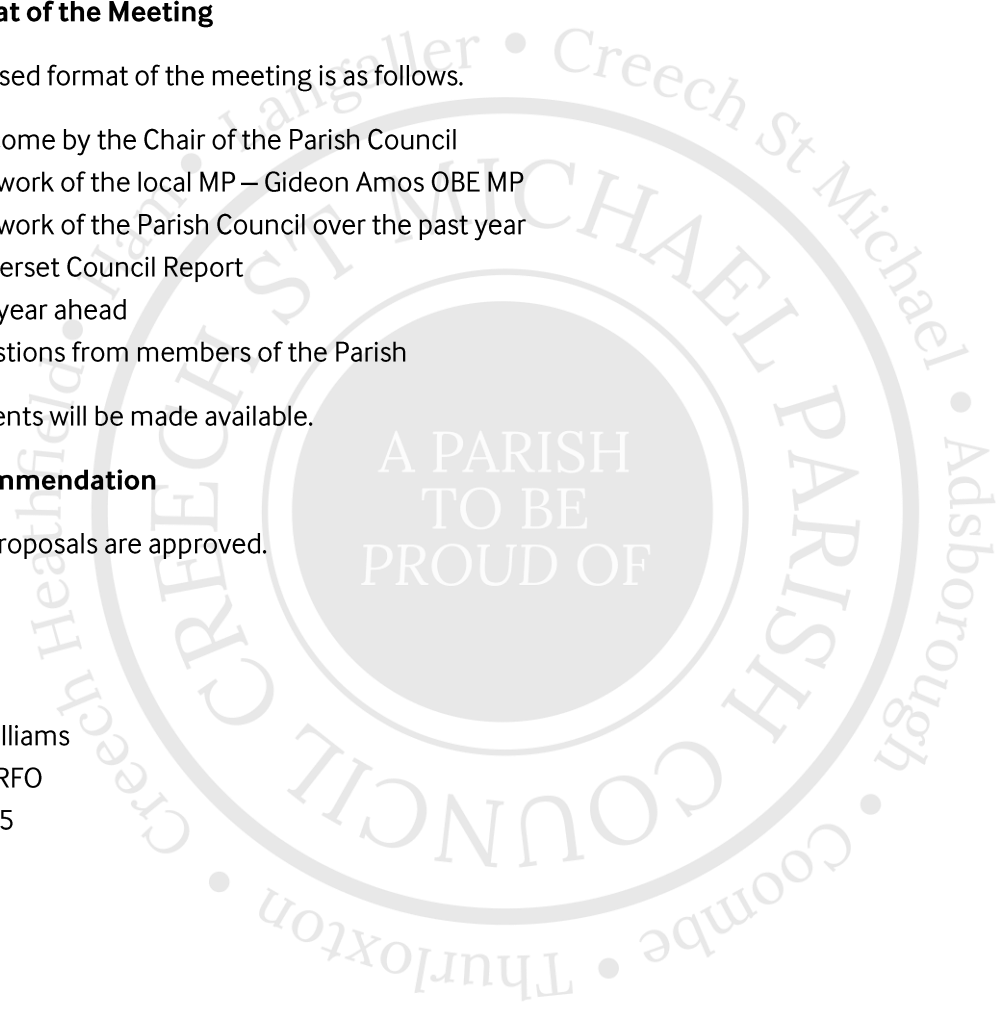 at of the Meeting
sed format of the meeting is as follows.
ome by the Chair of the Parish Council
work of the local MP – Gideon Amos OBE MP
work of the Parish Council over the past year
erset Council Report
year ahead
stions from members of the Parish
ents will be made available.
mmendation
roposals are approved.
lliams
RFO
5
CREECH ST MICHAEL PARISH COUNCIL
A PARISH
TO BE
PROUD OF
Creech Heathfield • Ham • Langaller • Creech St Michael • Adsborough • Coombe • Thurloxton •